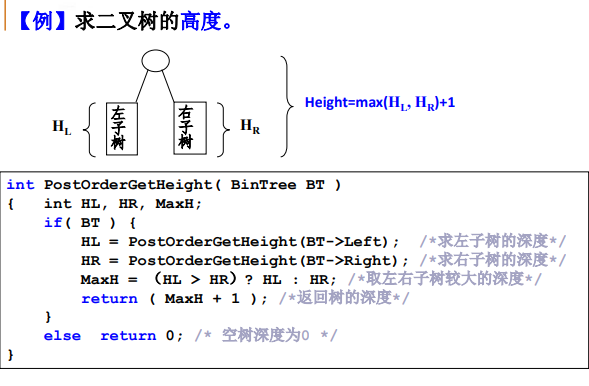 【例】求二叉树的高度。
左子树
右子树
HL
HR
Height=max(HL, HR)+1
int PostOrderGetHeight( BinTree BT )
{ int HL, HR, MaxH;
if( BT ) {
HL = PostOrderGetHeight(BT->Left); /*求左子树的深度*/
HR = PostOrderGetHeight(BT->Right); /*求右子树的深度*/
MaxH = （HL > HR）? HL : HR; /*取左右子树较大的深度*/
return ( MaxH + 1 ); /*返回树的深度*/
}
else return 0; /* 空树深度为0 */
}